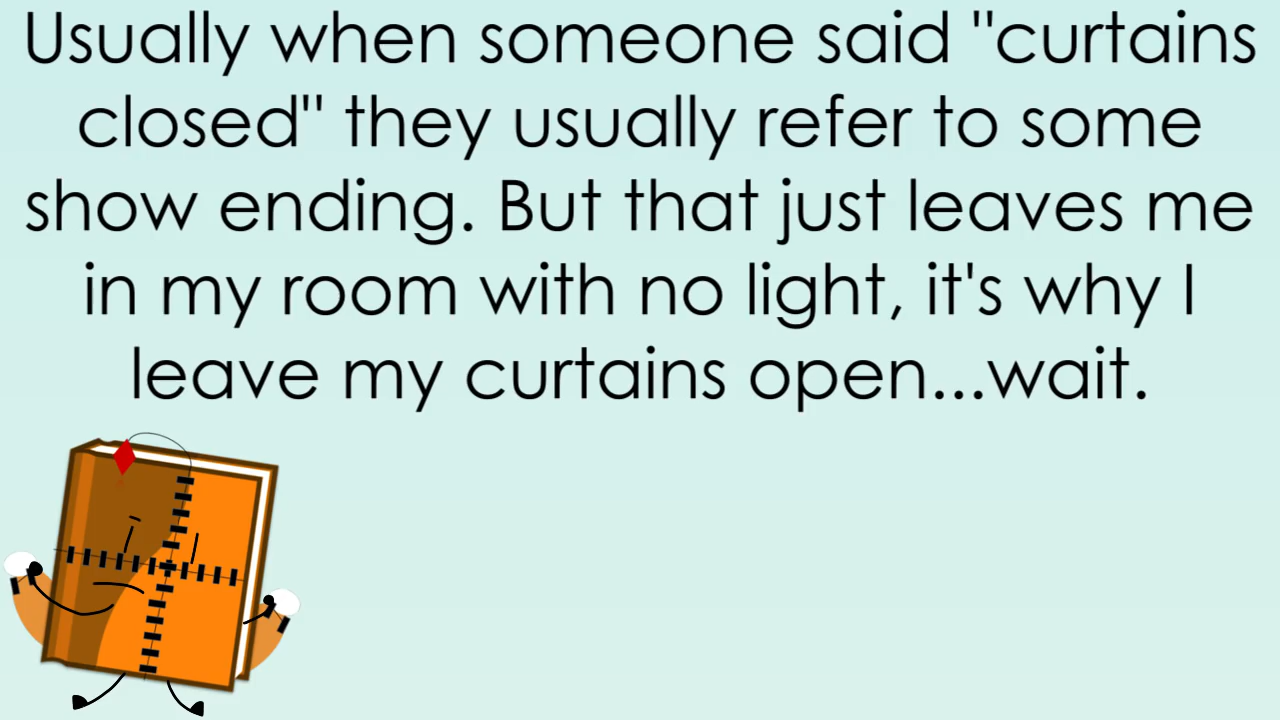 Usually when someone said "curtains
closed" they usually refer to some
show ending. But that just leaves me
in my room with no light, it's why I
leave my curtains open...wait.